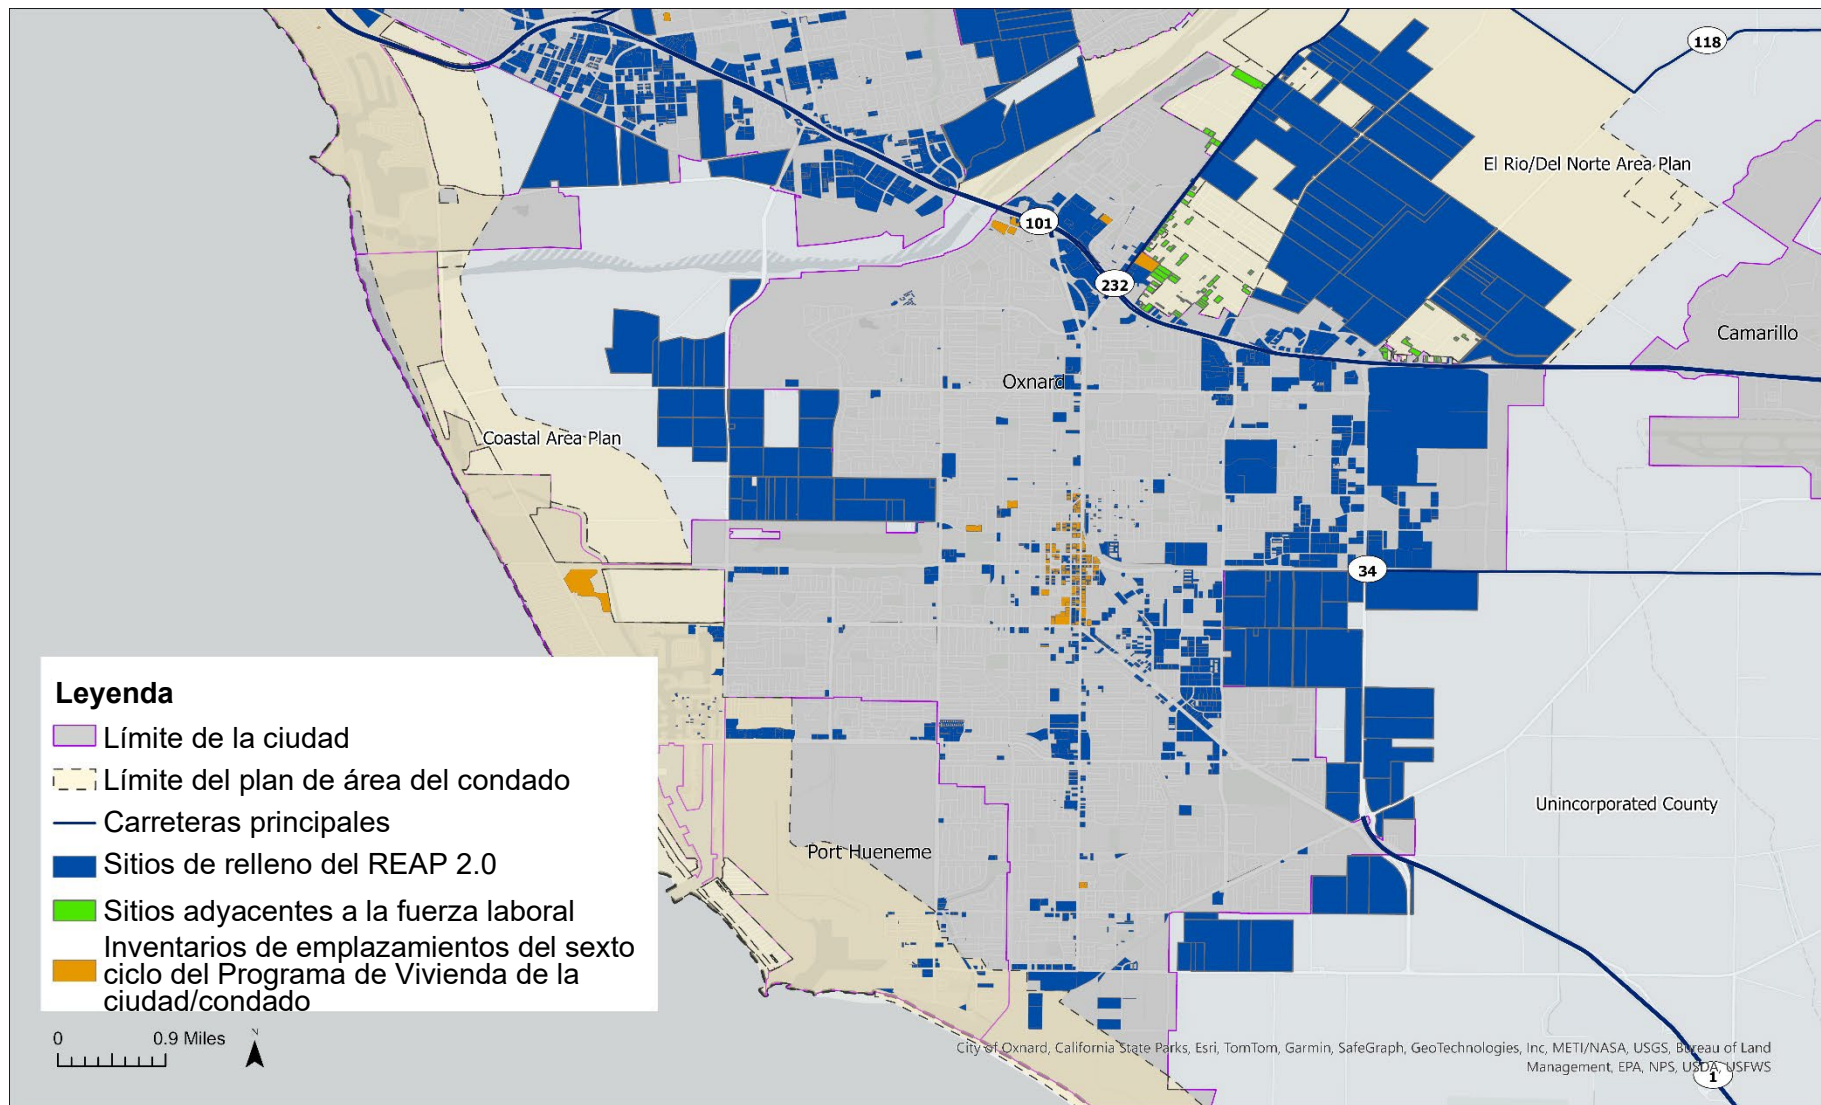 118
El Rio/Del Norte Area Plan
101
232
Camarillo
Oxnard
Coastal Area Plan
34
Unincorporated County
Port Hueneme
Leyenda
Límite de la ciudad
Límite del plan de área del condado
Carreteras principales
Sitios de relleno del REAP 2.0
Sitios adyacentes a la fuerza laboral
Inventarios de emplazamientos del sexto
ciclo del Programa de Vivienda de la
ciudad/condado
0 0.9 Miles
N
City of Oxnard, California State Parks, Esri, TomTom, Garmin, SafeGraph, GeoTechnologies, Inc, METI/NASA, USGS, Bureau of Land
Management, EPA, NPS, USDA, USFWS
1